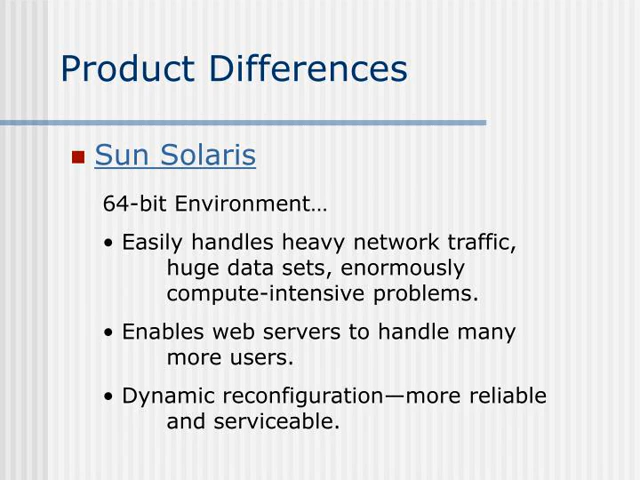 Product Differences
Sun Solaris
64-bit Environment…
• Easily handles heavy network traffic,
huge data sets, enormously
compute-intensive problems.
• Enables web servers to handle many
more users.
• Dynamic reconfiguration—more reliable
and serviceable.